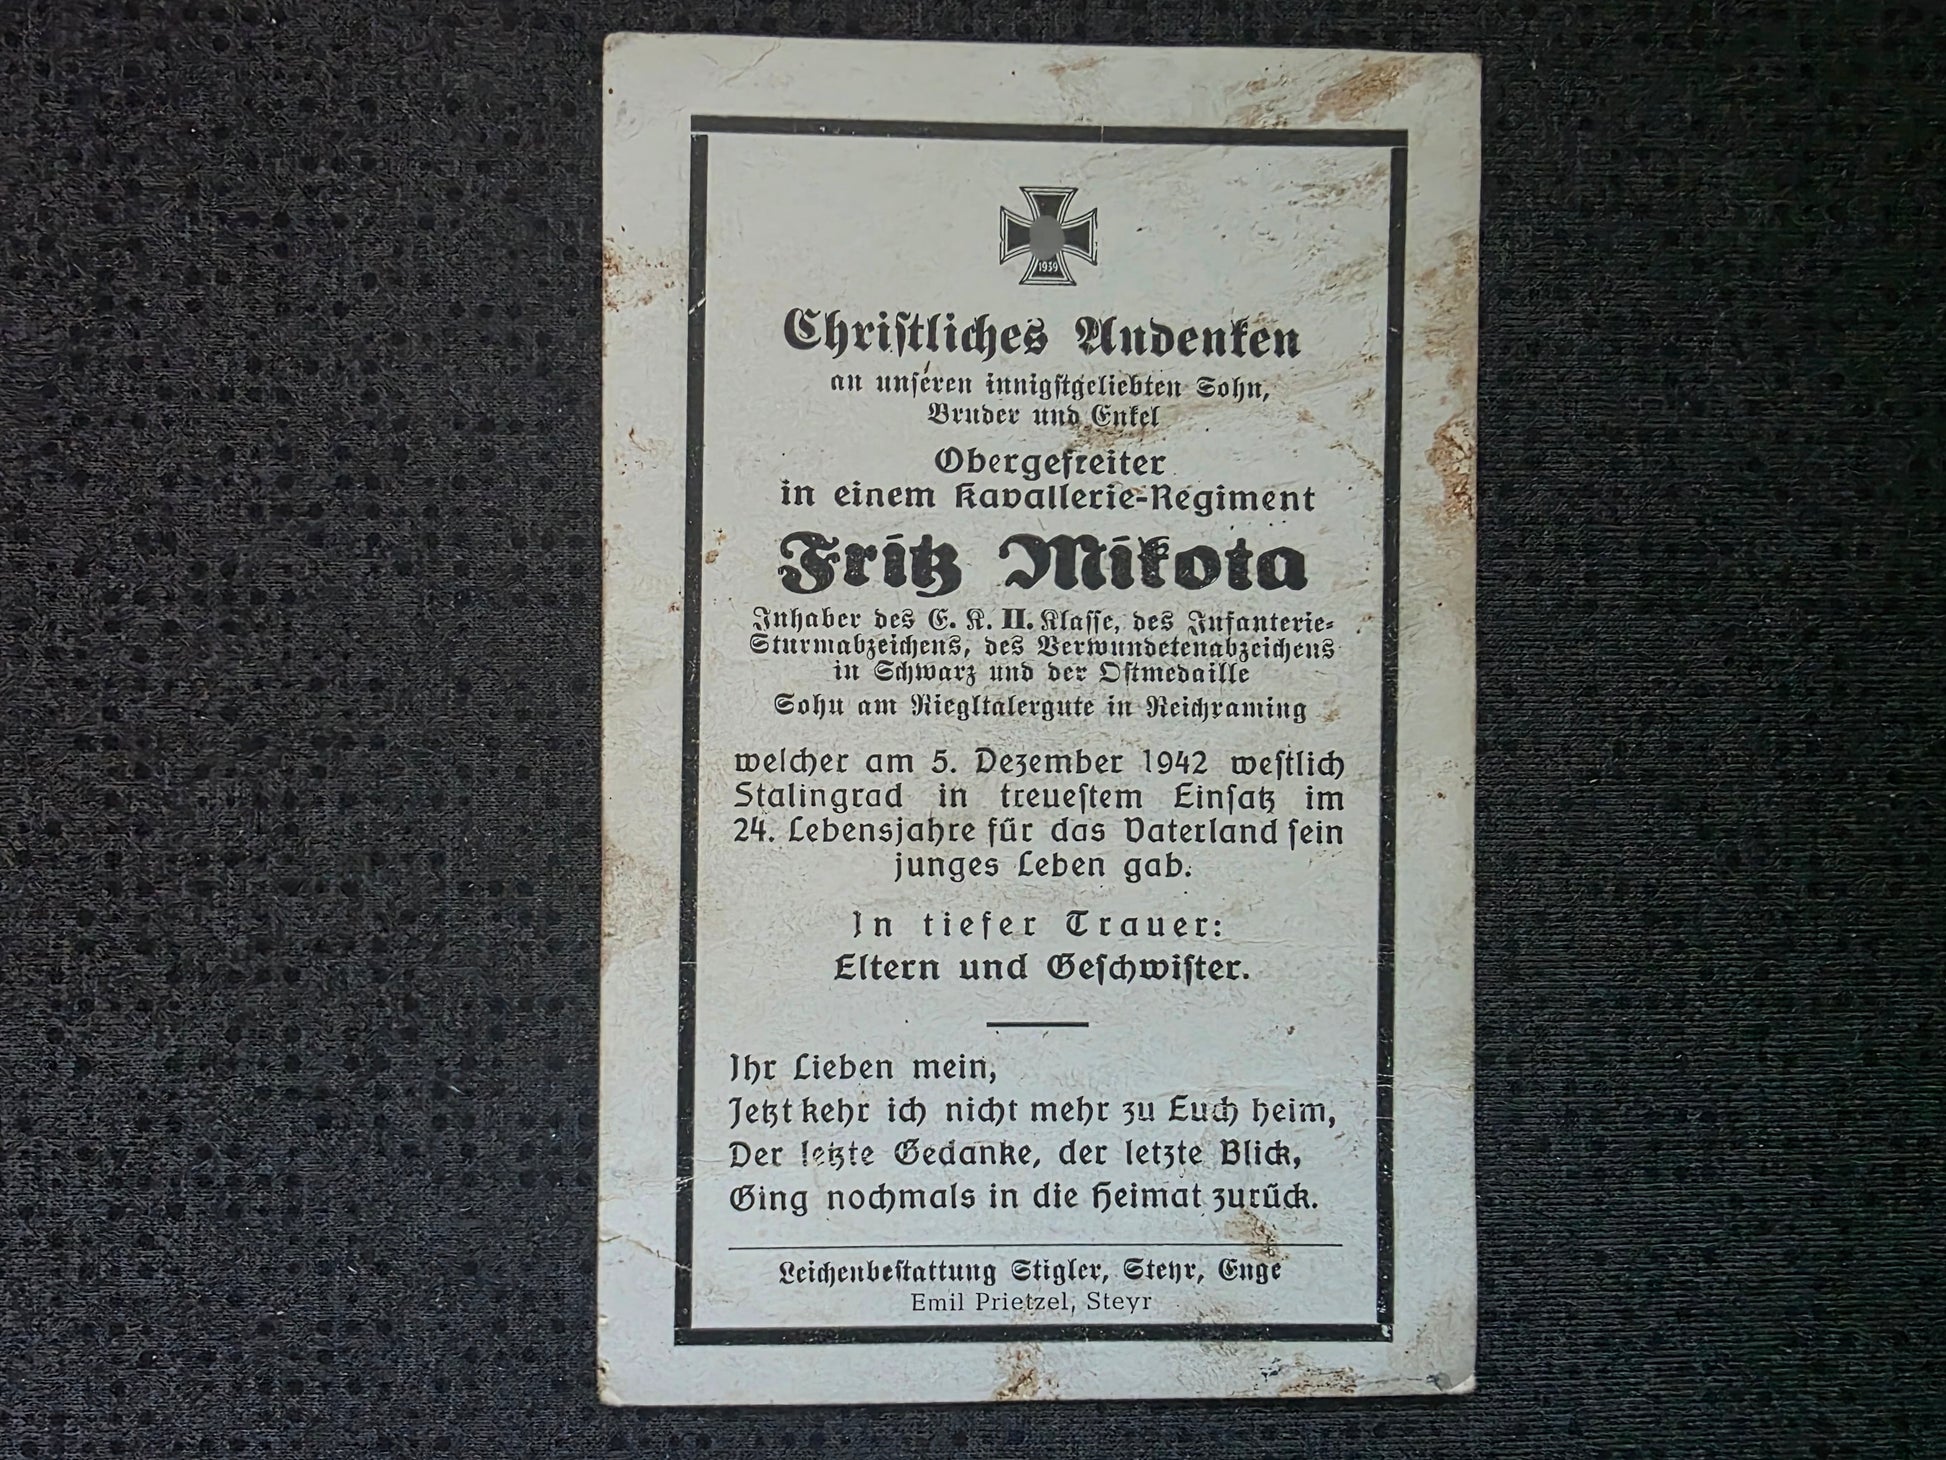 1939
Christliches Andenken
an unseren innigstgeliebten Sohn,
Bruder und Enkel
Obergefreiter
in einem Kavallerie-Regiment
Fritz Mikota
Inhaber des E. K. II. Klasse, des Infanterie-
Sturmabzeichens, des Verwundetenabzeichens
in Schwarz und der Ostmedaille
Sohn am Riegltalergute in Reichraming
welcher am 5. Dezember 1942 westlich
Stalingrad in treuestem Einsatz im
24. Lebensjahre für das Vaterland sein
junges Leben gab.
In tiefer Trauer:
Eltern und Geschwister.
Ihr Lieben mein,
Jetzt kehr ich nicht mehr zu Euch heim,
Der letzte Gedanke, der letzte Blick,
Ging nochmals in die Heimat zurück.
Leichenbestattung Stigler, Steyr, Enge
Emil Prietzel, Steyr